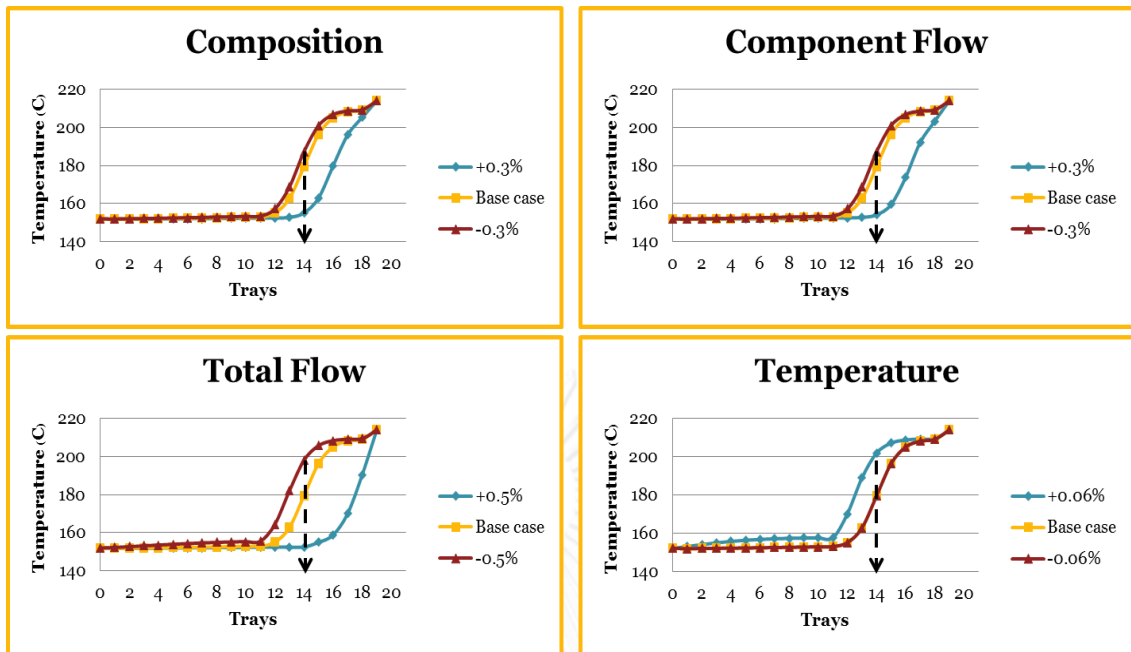 Composition
Temperature (C)
220
200
180
160
140
0 2 4 6 8 10 12 14 16 18 20
Trays
+0.3%
Base case
-0.3%
Component Flow
Temperature (C)
220
200
180
160
140
0 2 4 6 8 10 12 14 16 18 20
Trays
+0.3%
Base case
-0.3%
Total Flow
Temperature (C)
220
200
180
160
140
0 2 4 6 8 10 12 14 16 18 20
Trays
+0.5%
Base case
-0.5%
Temperature
Temperature (C)
220
200
180
160
140
0 2 4 6 8 10 12 14 16 18 20
Trays
+0.06%
Base case
-0.06%